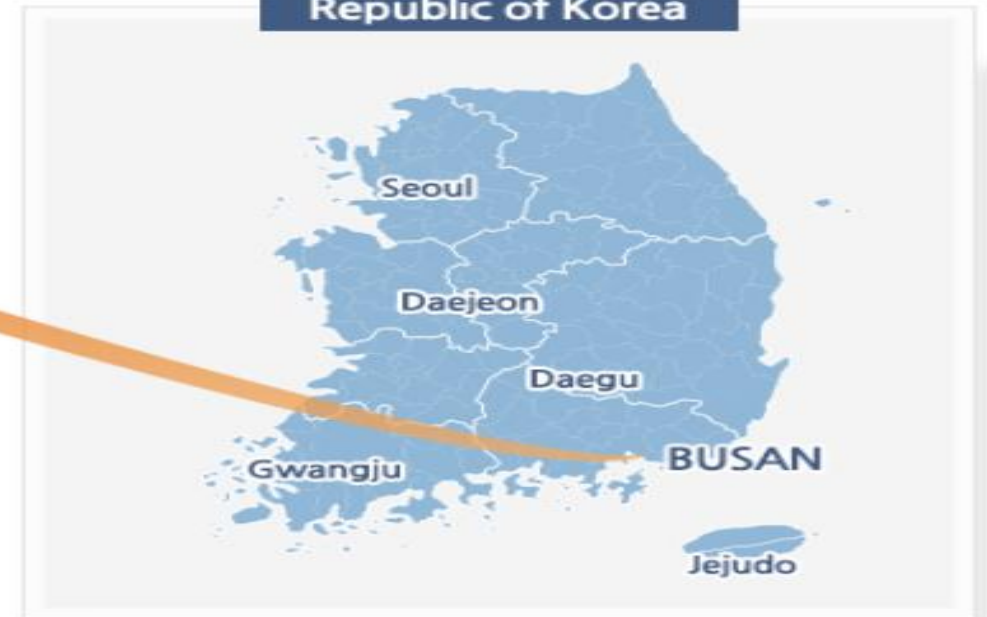 Republic of Korea
Seoul
Daejeon
Daegu
BUSAN
Gwangju
Jejudo